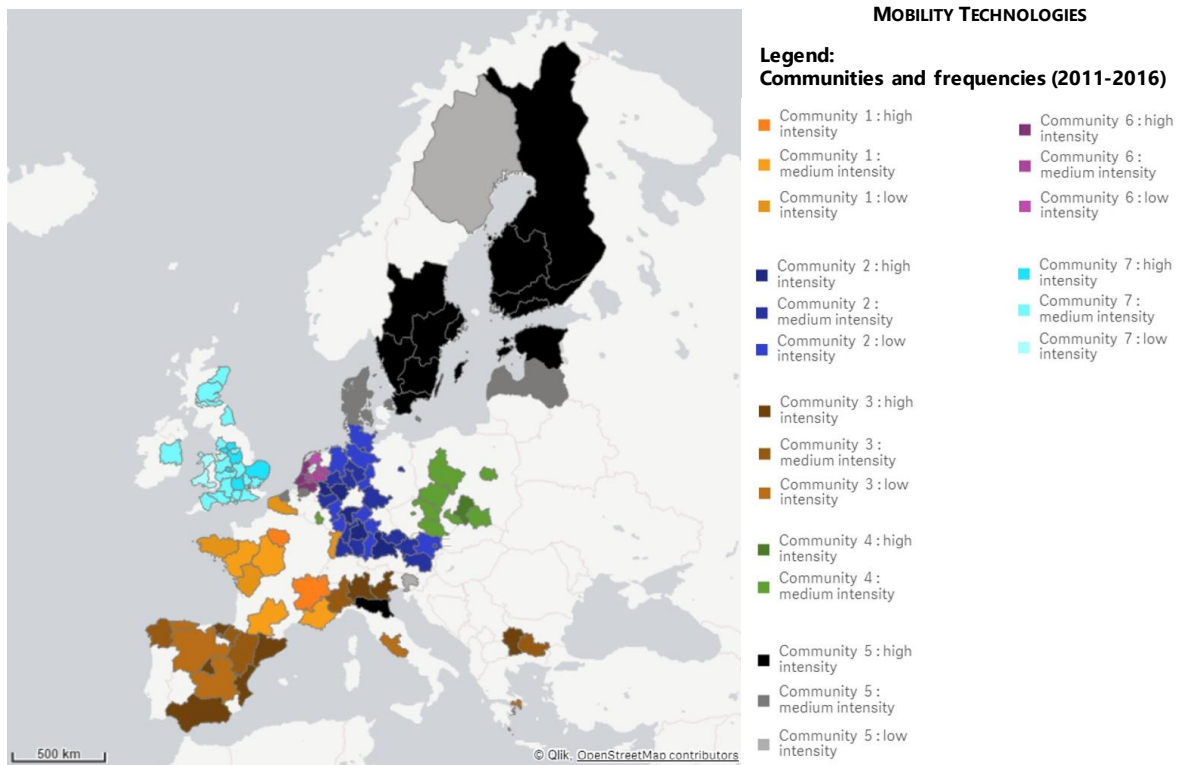 MOBILITY TECHNOLOGIES
Legend:
Communities and frequencies (2011-2016)
Community 1 : high
intensity
Community 1 :
medium intensity
Community 1 : low
intensity
Community 2 : high
intensity
Community 2 :
medium intensity
Community 2 : low
intensity
Community 3 : high
intensity
Community 3 :
medium intensity
Community 3 : low
intensity
Community 4 : high
intensity
Community 4 :
medium intensity
Community 5 : high
intensity
Community 5 :
medium intensity
Community 5 : low
intensity
Community 6 : high
intensity
Community 6 :
medium intensity
Community 6 : low
intensity
Community 7 : high
intensity
Community 7 :
medium intensity
Community 7 : low
intensity
500 km
© Qlik, OpenStreetMap contributors